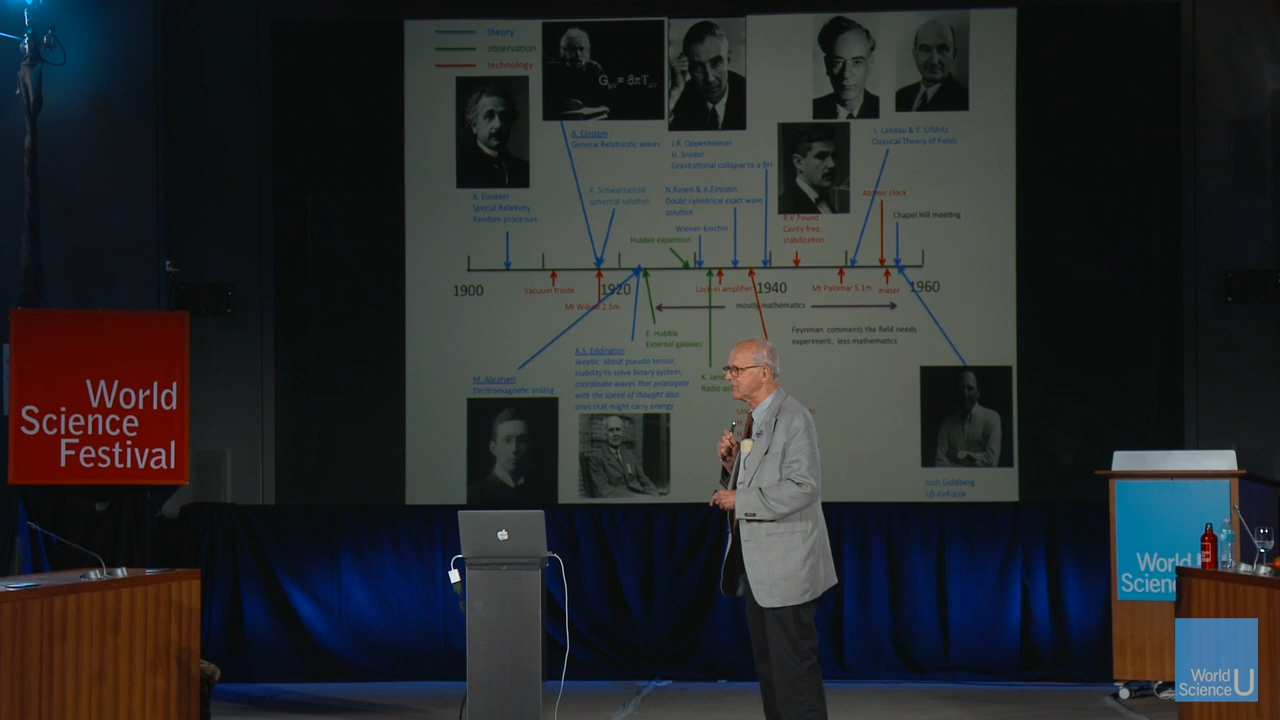 theory
observation
technology
Gμν = 8πTμν
A. Einstein
General Relativistic waves
J.R. Oppenheimer
H. Snyder
Gravitational collapse to a BH
L. Landau & E. Lifshitz
Classical Theory of Fields
A. Einstein
Special Relativity
Random processes
K. Schwarzschild
spherical solution
N.Rosen & A.Einstein
Doubt cylindrical exact wave
solution
Wiener-Kinchin
Hubble expansion
R.V.Pound
Cavity freq.
stabilization
Atomic clock
Chapel Hill meeting
1900
1920
1940
1960
Vacuum triode
Mt Wilson 2.5m
Lock-in amplifier
Mt Palomar 5.1m
maser
mostly mathematics
Feynman comments the field needs
experiment, less mathematics
E. Hubble
External galaxies
M. Abraham
Electromagnetic analog
A.S. Eddington
skeptic, about pseudo tensor,
inability to solve binary system,
coordinate waves that propagate
with the speed of thought also
ones that might carry energy
Josh Goldberg
US AirForce
World
Science
Festival
World U
Scienc
World
Science U